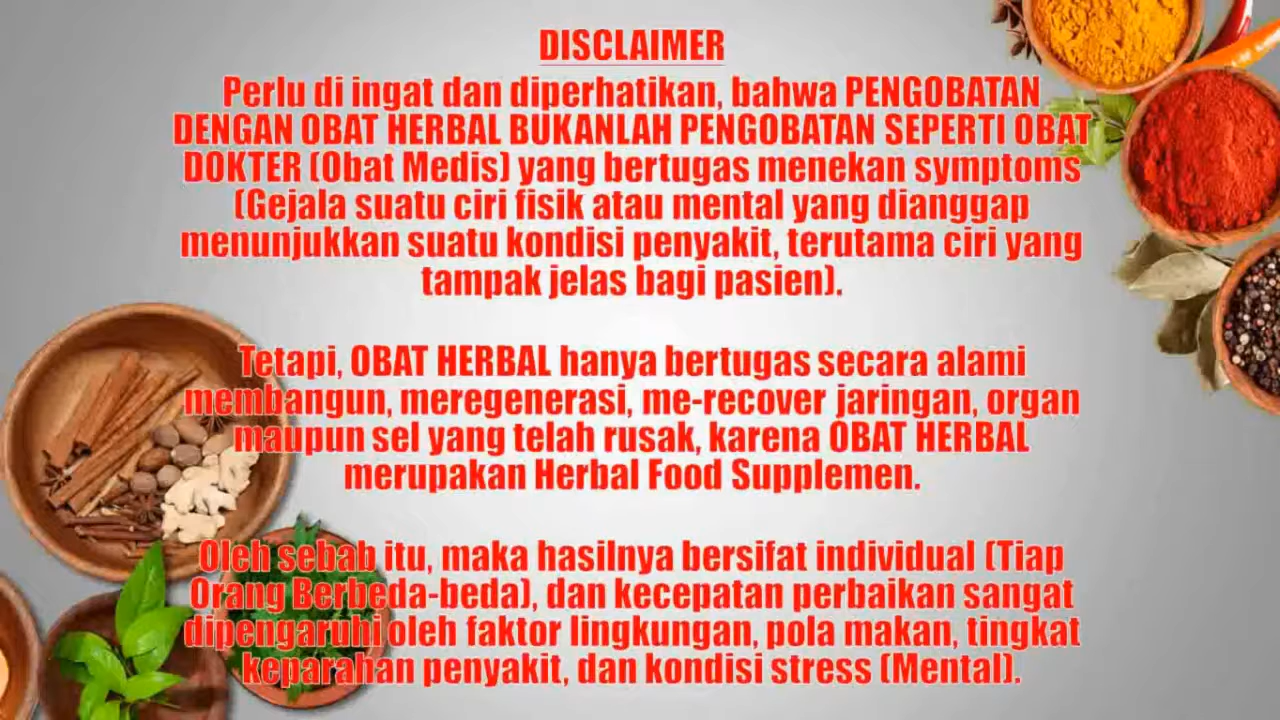 DISCLAIMER
Perlu di ingat dan diperhatikan, bahwa PENGOBATAN
DENGAN OBAT HERBAL BUKANLAH PENGOBATAN SEPERTI OBAT
DOKTER (Obat Medis) yang bertugas menekan symptoms
(Gejala suatu ciri fisik atau mental yang dianggap
menunjukkan suatu kondisi penyakit, terutama ciri yang
tampak jelas bagi pasien).
Tetapi, OBAT HERBAL hanya bertugas secara alami
membangun, meregenerasi, me-recover jaringan, organ
maupun sel yang telah rusak, karena OBAT HERBAL
merupakan Herbal Food Supplemen.
Oleh sebab itu, maka hasilnya bersifat individual (Tiap
Orang Berbeda-beda), dan kecepatan perbaikan sangat
dipengaruhi oleh faktor lingkungan, pola makan, tingkat
keparahan penyakit, dan kondisi stress (Mental).